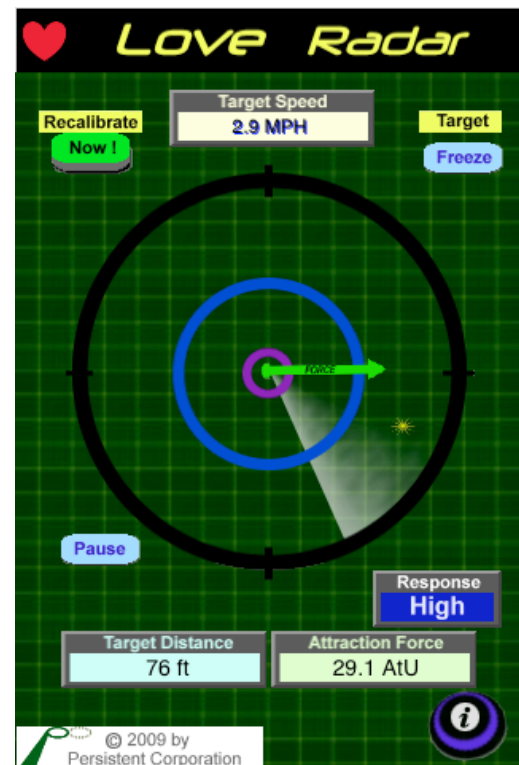 Love Radar
Target Speed
2.9 MPH
Recalibrate
Now !
Target
Freeze
FORCE
Pause
Response
High
Target Distance
76 ft
Attraction Force
29.1 AtU
i
© 2009 by
Persistent Corporation